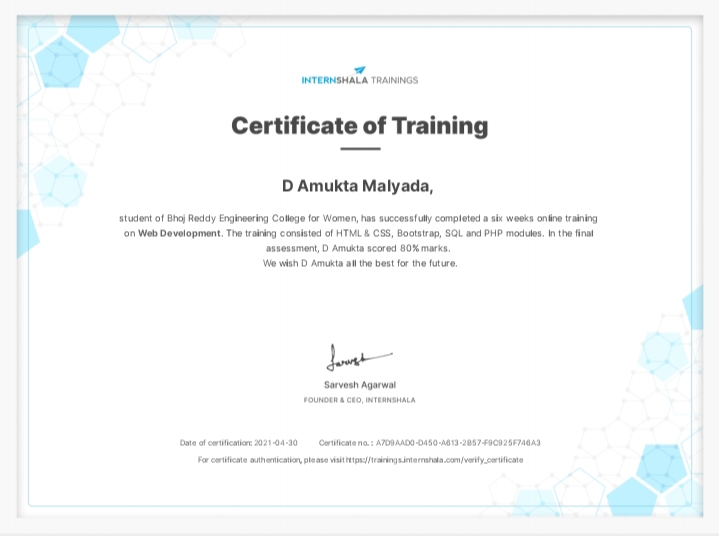 INTERNSHALA TRAININGS
Certificate of Training
D Amukta Malyada,
student of Bhoj Reddy Engineering College for Women, has successfully completed a six weeks online training
on Web Development. The training consisted of HTML & CSS, Bootstrap, SQL and PHP modules. In the final
assessment, D Amukta scored 80% marks.
We wish D Amukta all the best for the future.
Sarvesh
Sarvesh Agarwal
FOUNDER & CEO, INTERNSHALA
Date of certification: 2021-04-30 Certificate no. : A7D9AAD0-D450-A613-2B57-F9C925F746A3
For certificate authentication, please visit https://trainings.internshala.com/verify_certificate